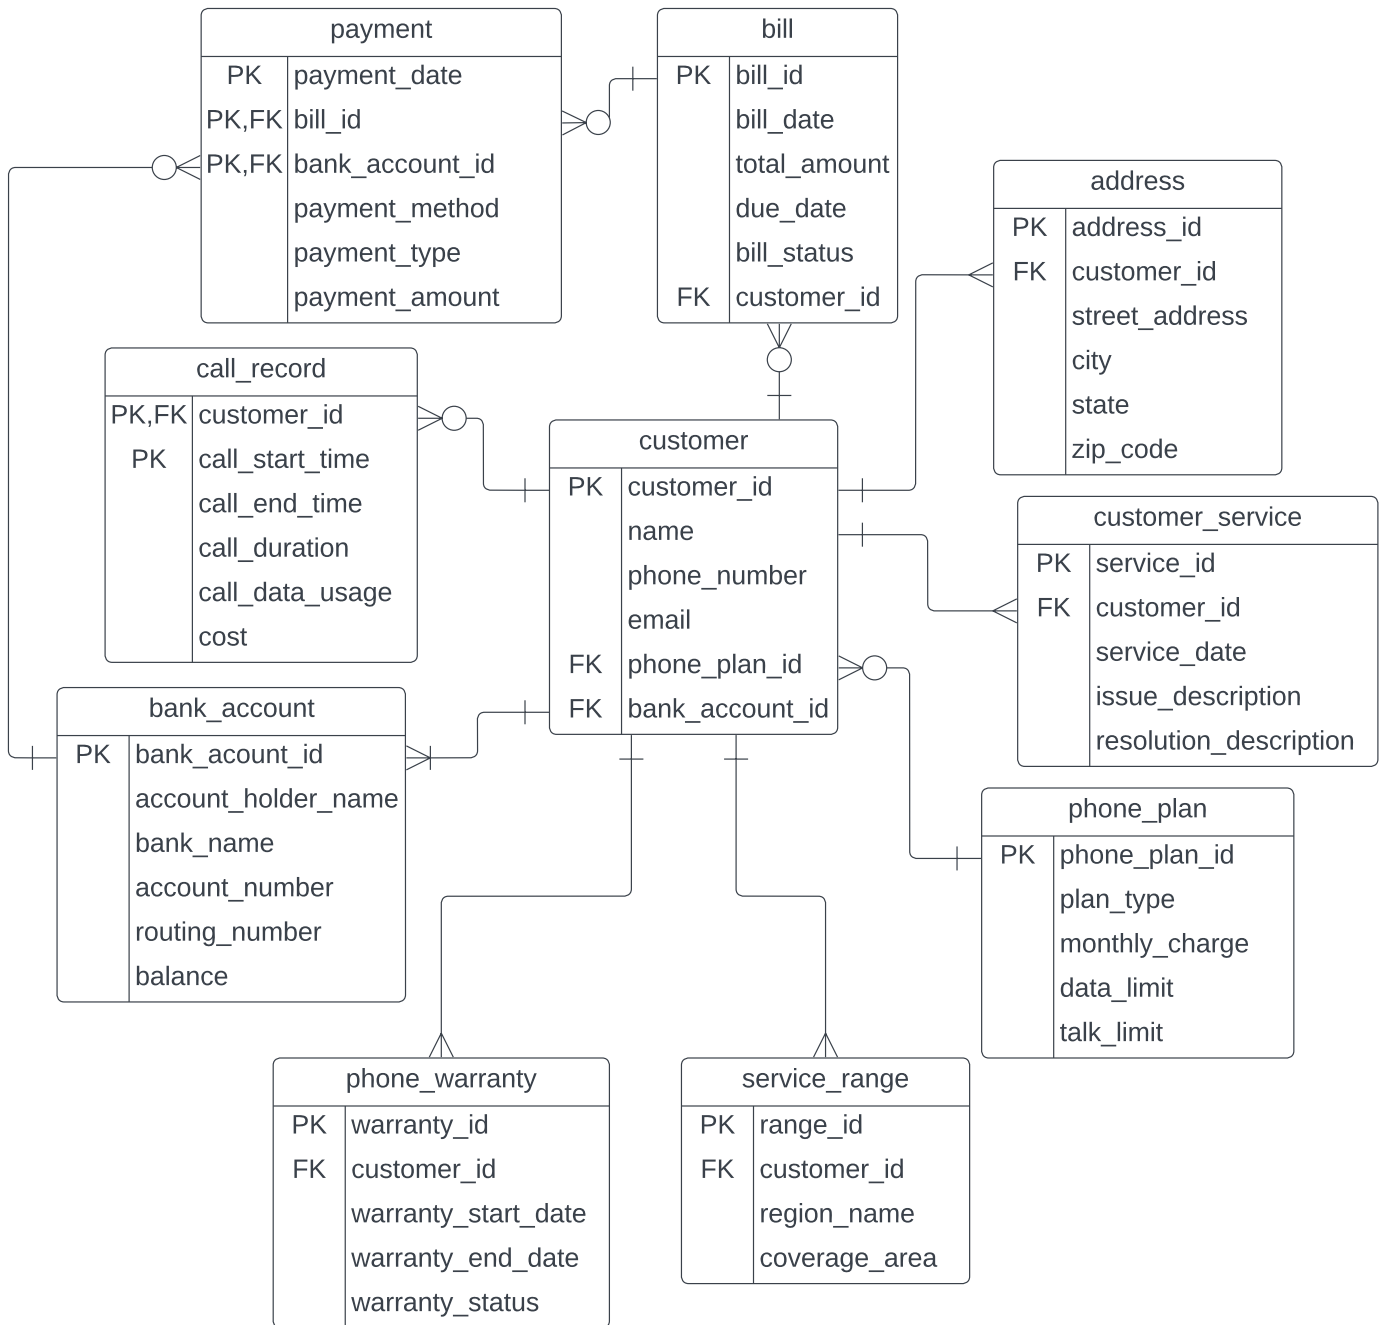 payment
PK payment_date
PK,FK bill_id
PK,FK bank_account_id
payment_method
payment_type
payment_amount
bill
PK bill_id
bill_date
total_amount
due_date
bill_status
FK customer_id
address
PK address_id
FK customer_id
street_address
city
state
zip_code
call_record
PK,FK customer_id
PK call_start_time
call_end_time
call_duration
call_data_usage
cost
customer
PK customer_id
name
phone_number
email
FK phone_plan_id
FK bank_account_id
customer_service
PK service_id
FK customer_id
service_date
issue_description
resolution_description
bank_account
PK bank_acount_id
account_holder_name
bank_name
account_number
routing_number
balance
phone_plan
PK phone_plan_id
plan_type
monthly_charge
data_limit
talk_limit
phone_warranty
PK warranty_id
FK customer_id
warranty_start_date
warranty_end_date
warranty_status
service_range
PK range_id
FK customer_id
region_name
coverage_area